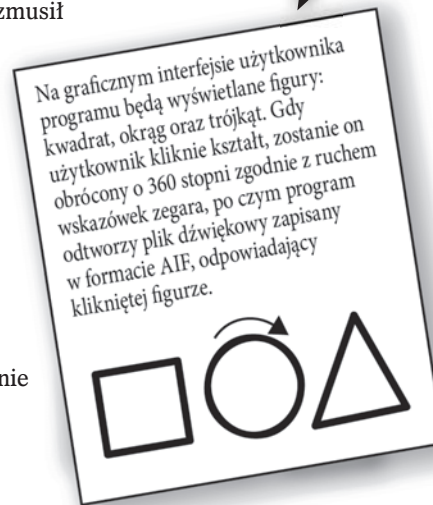 zmusił
Na graficznym interfejsie użytkownika
programu będą wyświetlane figury:
kwadrat, okrąg oraz trójkąt. Gdy
użytkownik kliknie kształt, zostanie on
obrócony o 360 stopni zgodnie z ruchem
wskazówek zegara, po czym program
odtworzy plik dźwiękowy zapisany
w formacie AIF, odpowiadający
klikniętej figurze.
nie